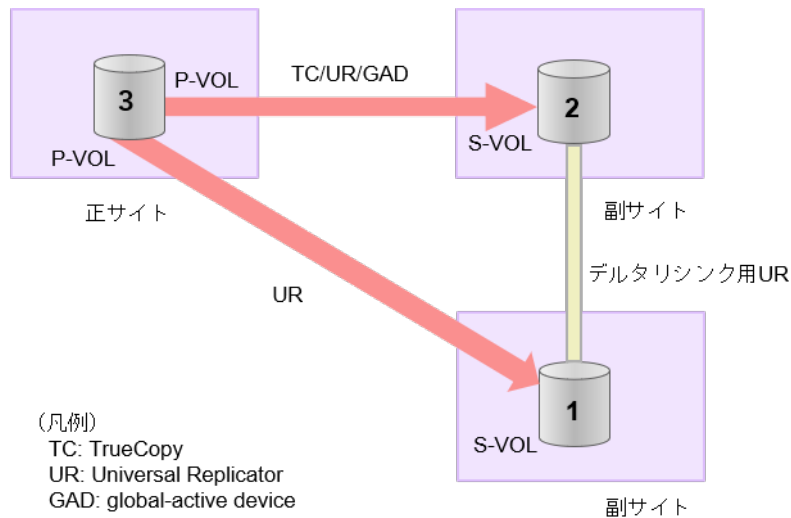 TC/UR/GAD
P-VOL
3
2
S-VOL
P-VOL
正サイト
副サイト
デルタリシンク用UR
UR
1
S-VOL
副サイト
（凡例）
TC: TrueCopy
UR: Universal Replicator
GAD: global-active device